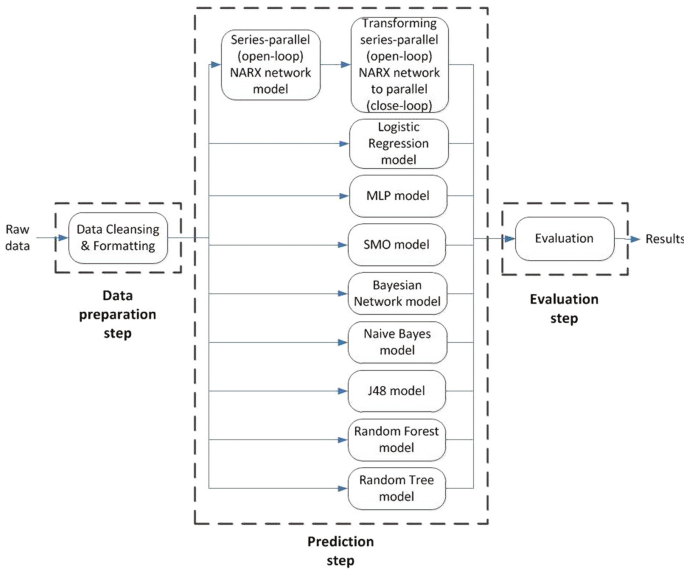 Raw
data
Data Cleansing
& Formatting
Data
preparation
step
Series-parallel
(open-loop)
NARX network
model
Transforming
series-parallel
(open-loop)
NARX network
to parallel
(close-loop)
Logistic
Regression
model
MLP model
SMO model
Bayesian
Network model
Naive Bayes
model
J48 model
Random Forest
model
Random Tree
model
Prediction
step
Evaluation
Evaluation
step
Results